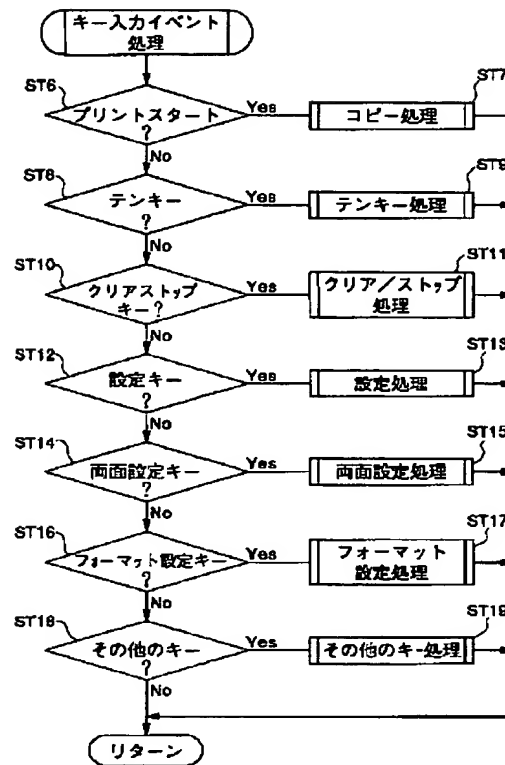 キー入力イベント
処理
ST6
プリントスタート
?
Yes
ST7
コピー処理
No
ST8
テンキー
?
Yes
ST9
テンキー処理
No
ST10
クリアストップ
キー?
Yes
ST11
クリア/ストップ
処理
No
ST12
設定キー
?
Yes
ST13
設定処理
No
ST14
両面設定キー
?
Yes
ST15
両面設定処理
No
ST16
フォーマット設定キー
?
Yes
ST17
フォーマット
設定処理
No
ST18
その他のキー
?
Yes
ST19
その他のキー処理
No
リターン